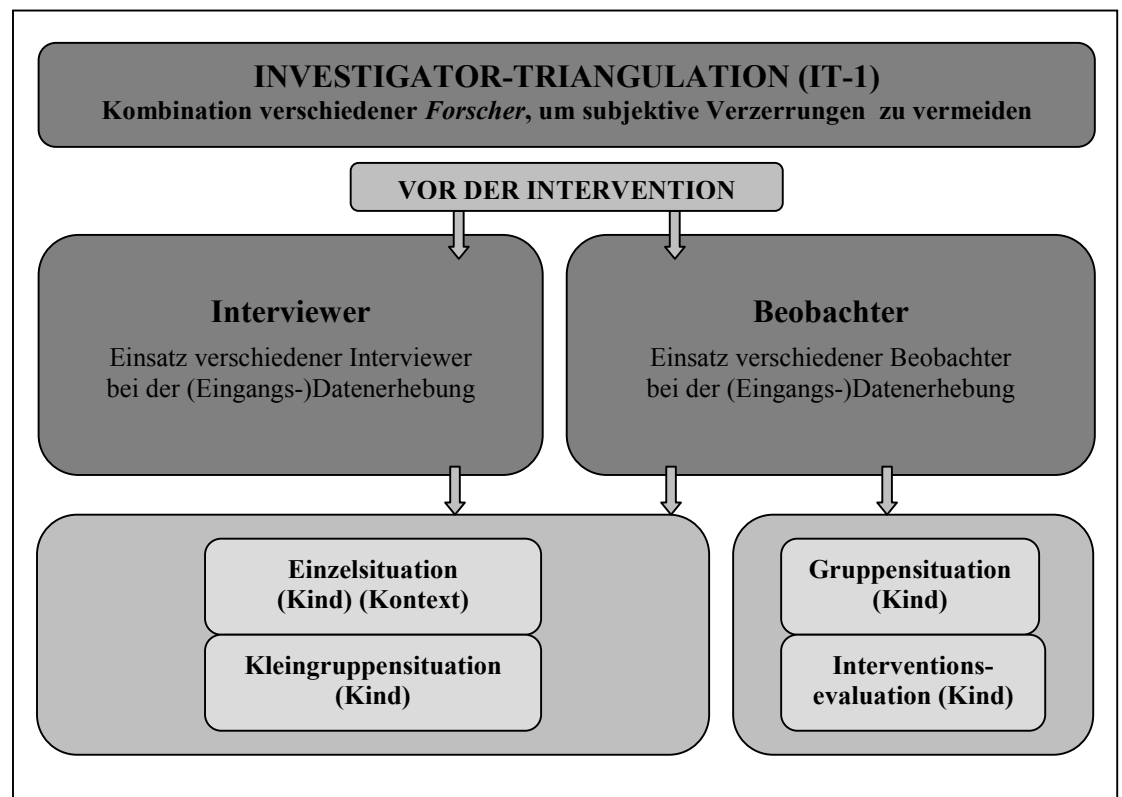 INVESTIGATOR-TRIANGULATION (IT-1)
Kombination verschiedener Forscher, um subjektive Verzerrungen zu vermeiden
VOR DER INTERVENTION
Interviewer
Einsatz verschiedener Interviewer
bei der (Eingangs-)Datenerhebung
Beobachter
Einsatz verschiedener Beobachter
bei der (Eingangs-)Datenerhebung
Einzelsituation
(Kind) (Kontext)
Kleingruppensituation
(Kind)
Gruppensituation
(Kind)
Interventions-
evaluation (Kind)